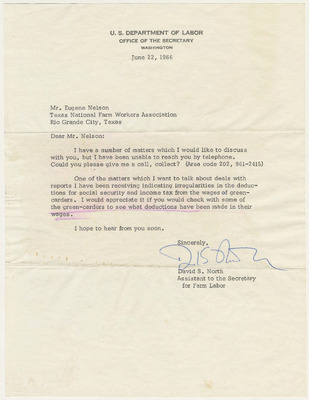 U. S. DEPARTMENT OF LABOR
OFFICE OF THE SECRETARY
WASHINGTON
June 22, 1966
Mr. Eugene Nelson
Texas National Farm Workers Association
Rio Grande City, Texas
Dear Mr. Nelson:
I have a number of matters which I would like to discuss
with you, but I have been unable to reach you by telephone.
Could you please give me a call, collect? (Area code 202, 961-2415)
One of the matters which I want to talk about deals with
reports I have been receiving indicating irregularities in the deduc-
tions for social security and income tax from the wages of green-
carders. I would appreciate it if you would check with some of
the green-carders to see what deductions have been made in their
wages.
I hope to hear from you soon.
Sincerely,
David S. North
Assistant to the Secretary
for Farm Labor